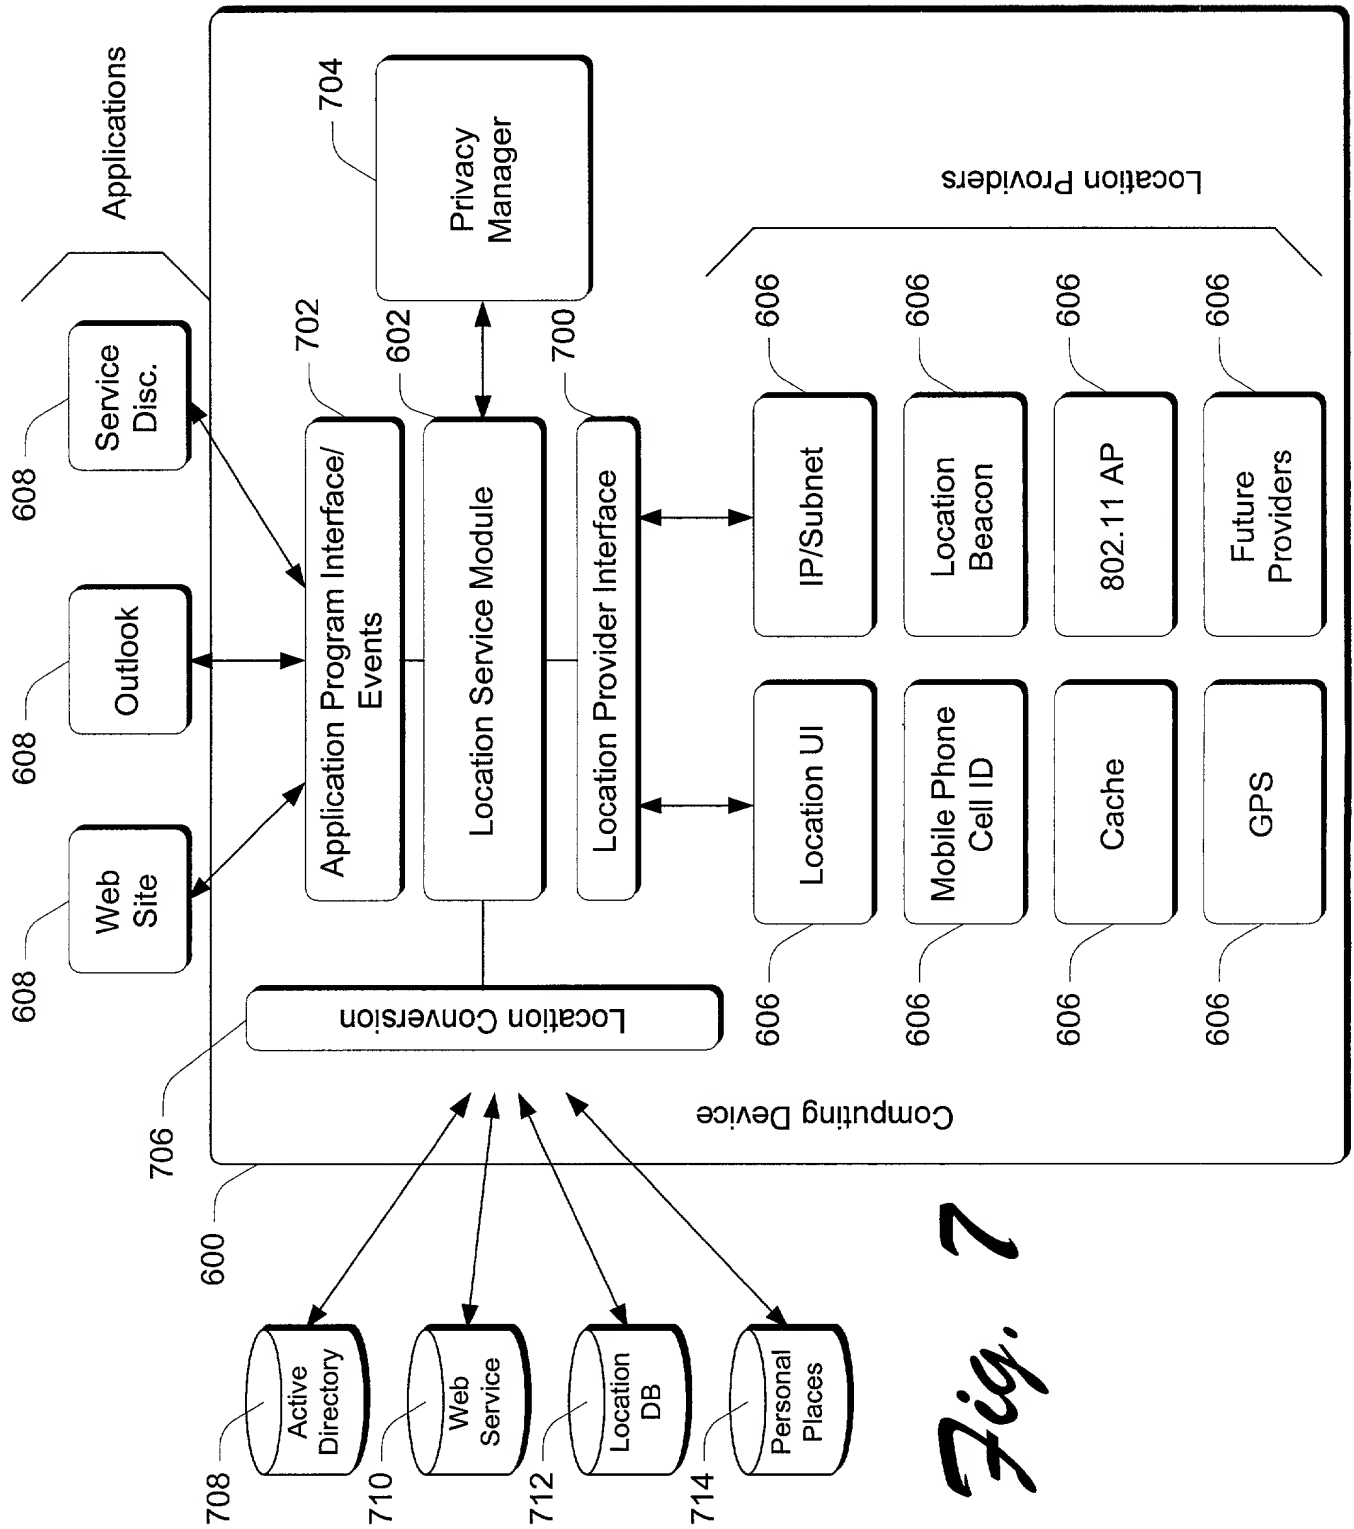 608
608
608
Web
Site
Outlook
Service
Disc.
Applications
600
706
702
602
700
704
Application Program Interface/
Events
Location Service Module
Location Provider Interface
Privacy
Manager
Location Conversion
708
Active
Directory
710
Web
Service
712
Location
DB
714
Personal
Places
Computing Device
606
Location UI
IP/Subnet
606
606
Mobile Phone
Cell ID
Location
Beacon
606
606
Cache
802.11 AP
606
606
GPS
Future
Providers
606
Location Providers
Fig. 7